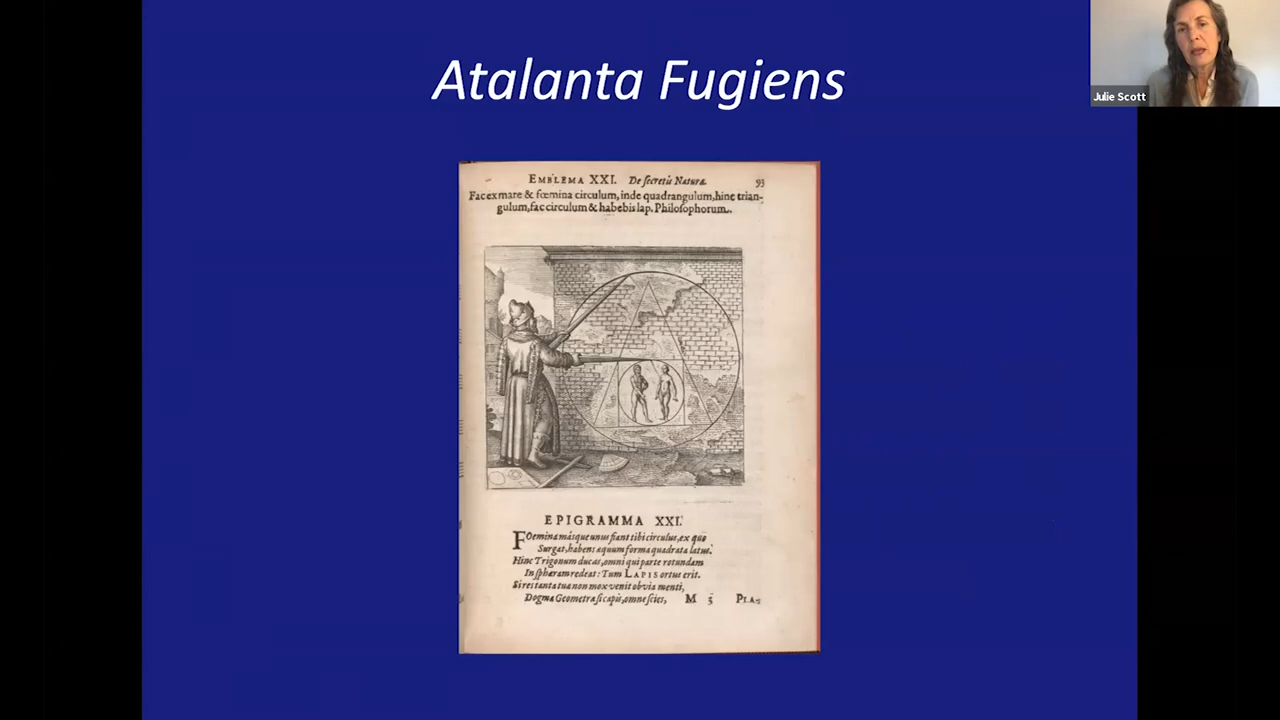 Atalanta Fugiens
Julie Scott
EMBLEMA XXI. De secretis Naturæ. 93
Fac ex mare & fœmina circulum, inde quadrangulum, hinc trian-
gulum, fac circulum & habebis lap. Philosophorum.
EPIGRAMMA XXI.
FOemina másque unus fiant tibi circulus, ex quo
Surgat, habens æquum forma quadrata latus.
Hinc Trigonum ducas, omni qui parte rotundam
In sphæram redeat: Tum LAPIS ortus erit.
Si res tanta tuæ non mox venit obvia menti,
Dogma Geometræ si capis, omne scies,
M 3 PLA-